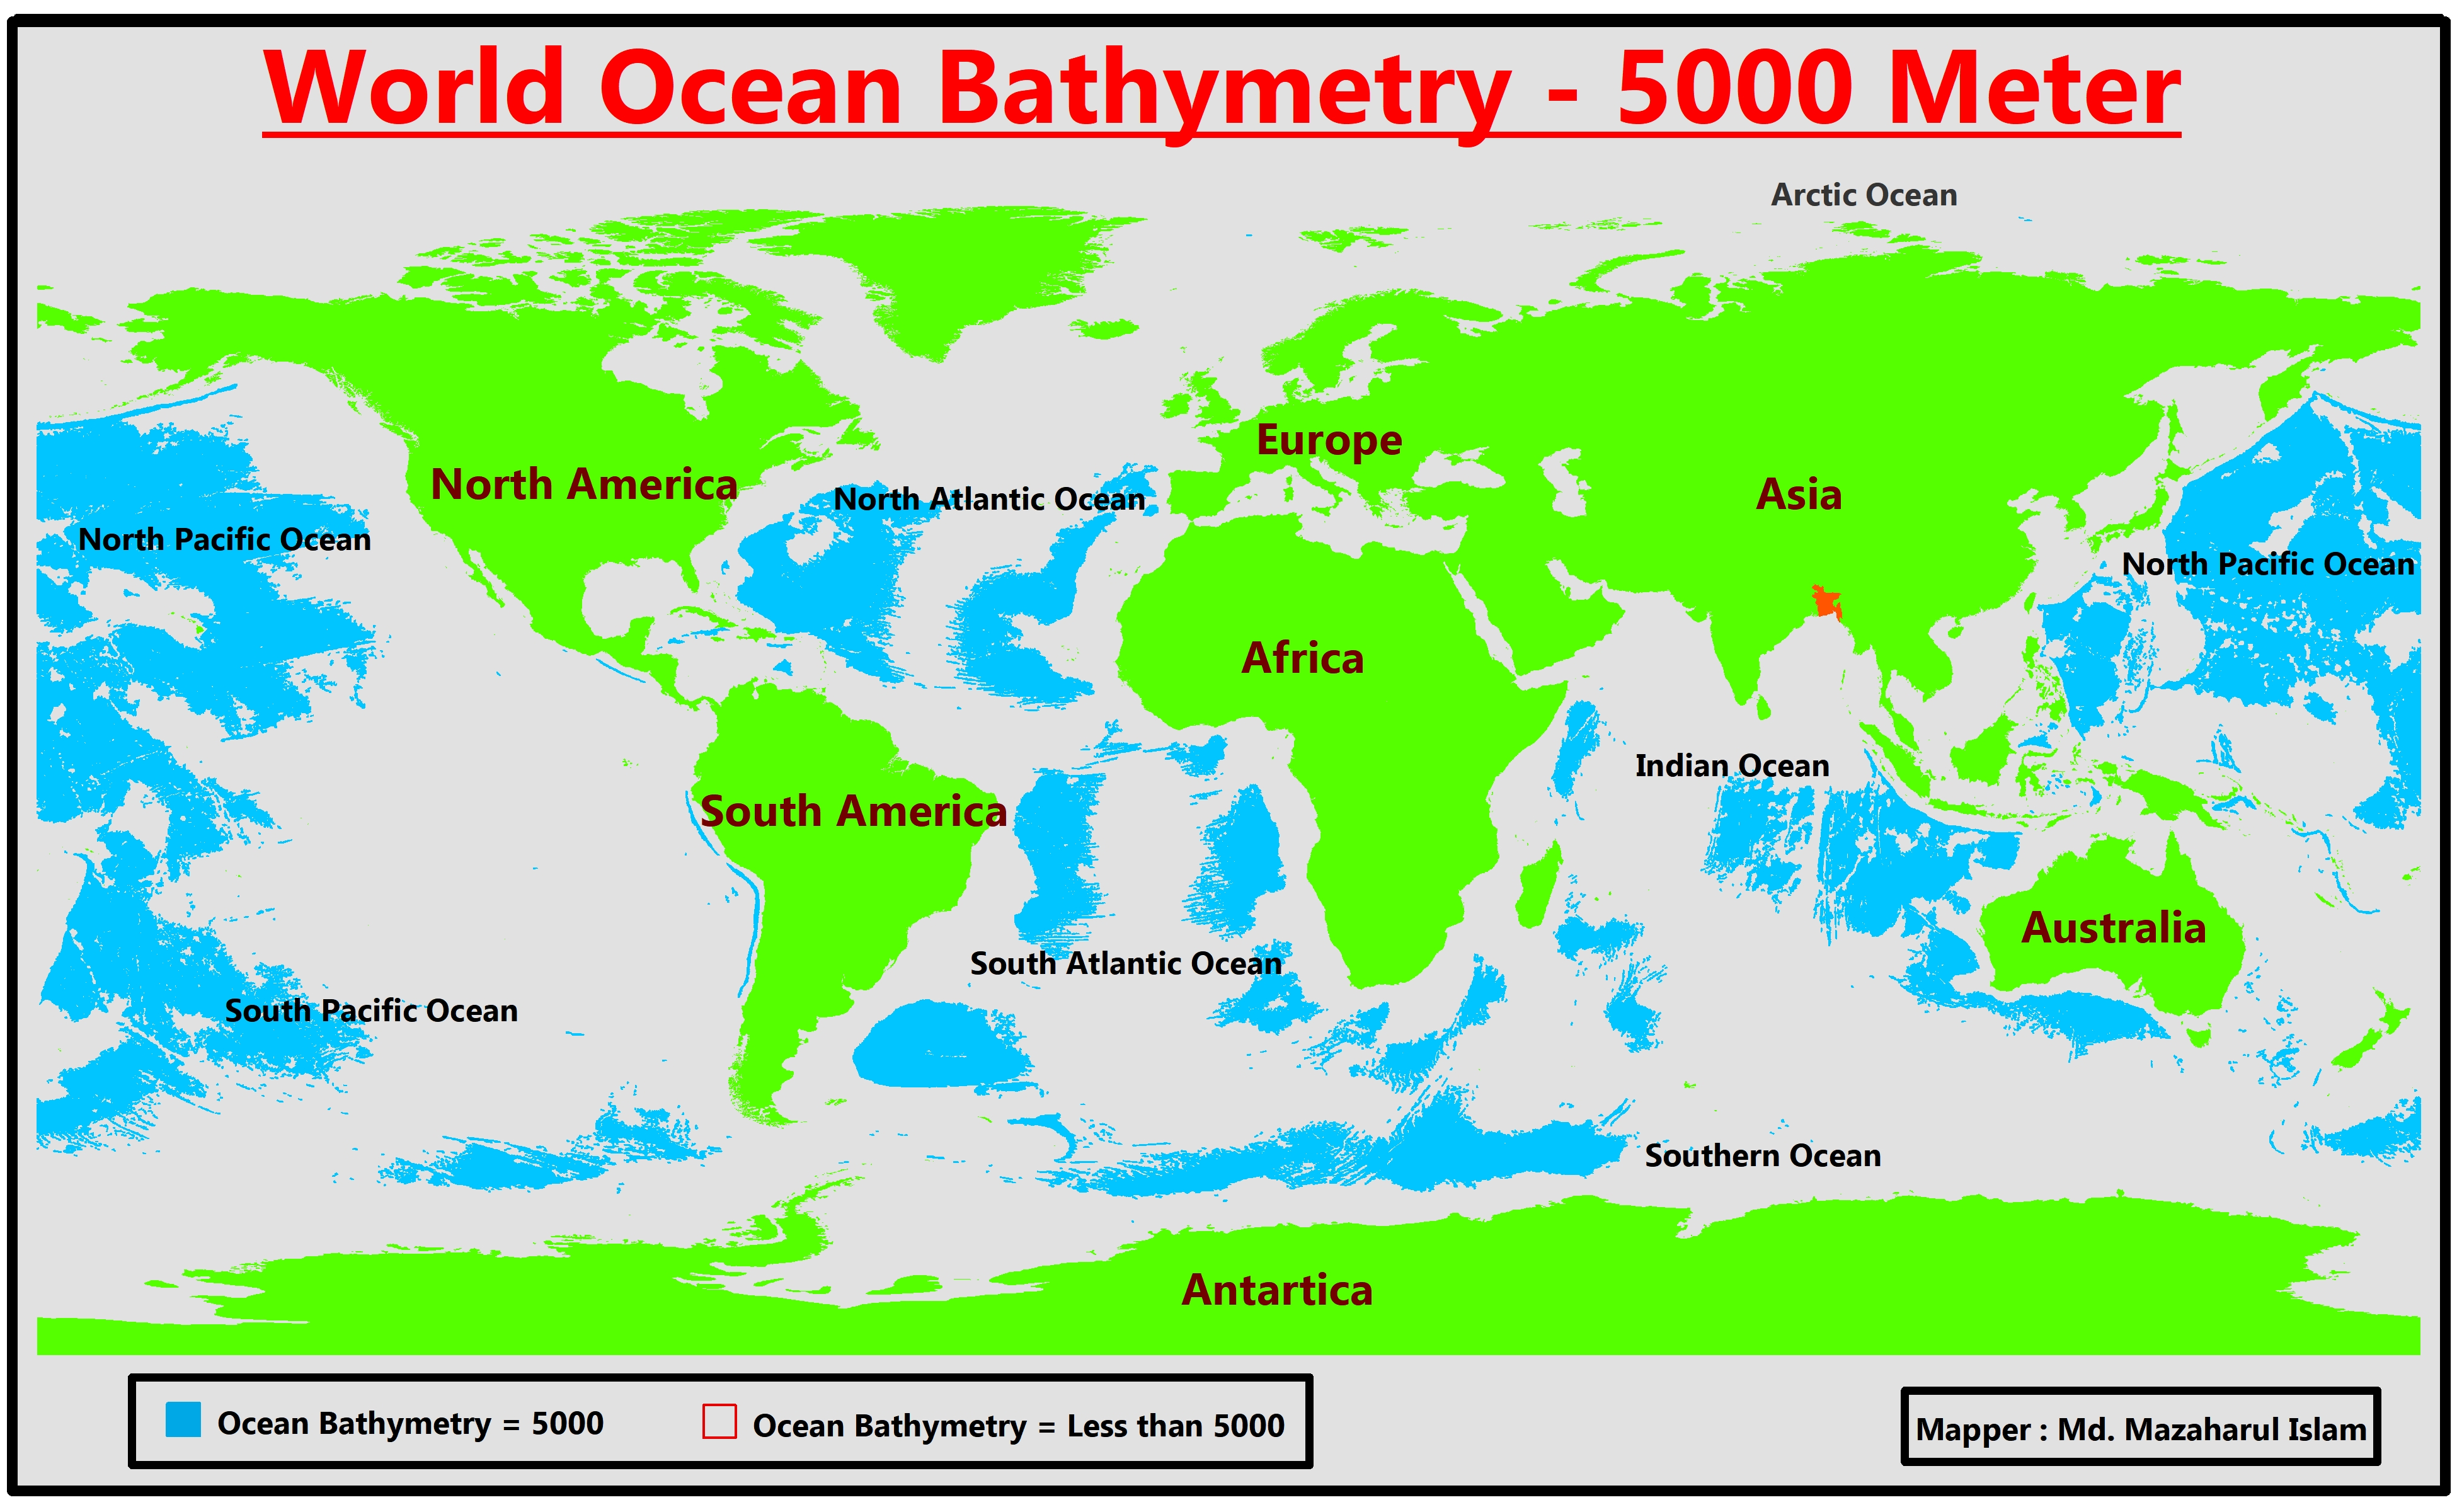 World Ocean Bathymetry - 5000 Meter
Arctic Ocean
Europe
North America
Asia
North Atlantic Ocean
North Pacific Ocean
North Pacific Ocean
Africa
Indian Ocean
South America
Australia
South Atlantic Ocean
South Pacific Ocean
Southern Ocean
Antartica
Ocean Bathymetry = 5000
Ocean Bathymetry = Less than 5000
Mapper : Md. Mazaharul Islam